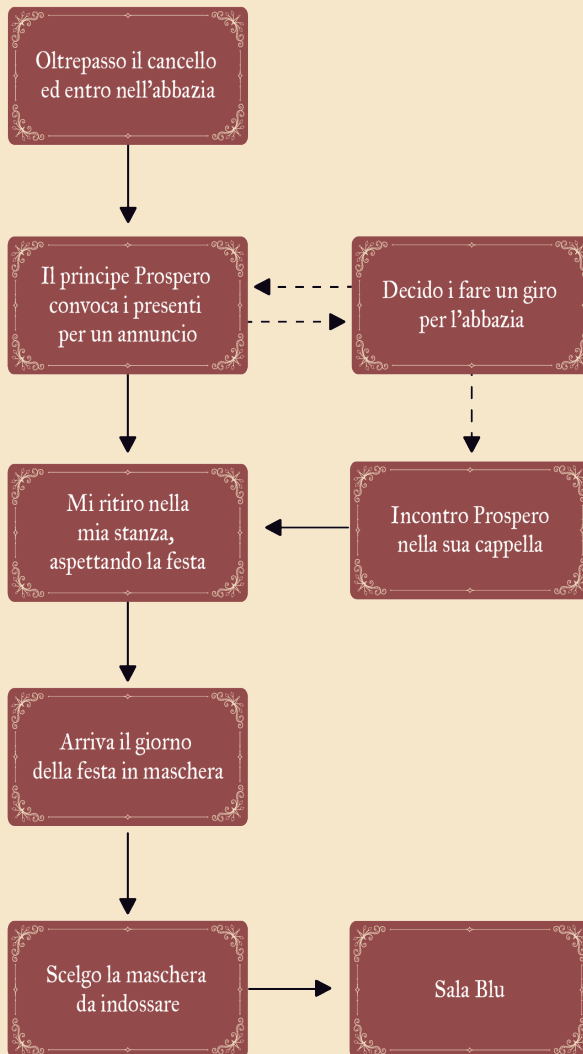 Oltrepasso il cancello
ed entro nell'abbazia
Il principe Prospero
convoca i presenti
per un annuncio
Decido i fare un giro
per l'abbazia
Mi ritiro nella
mia stanza,
aspettando la festa
Incontro Prospero
nella sua cappella
Arriva il giorno
della festa in maschera
Scelgo la maschera
da indossare
Sala Blu